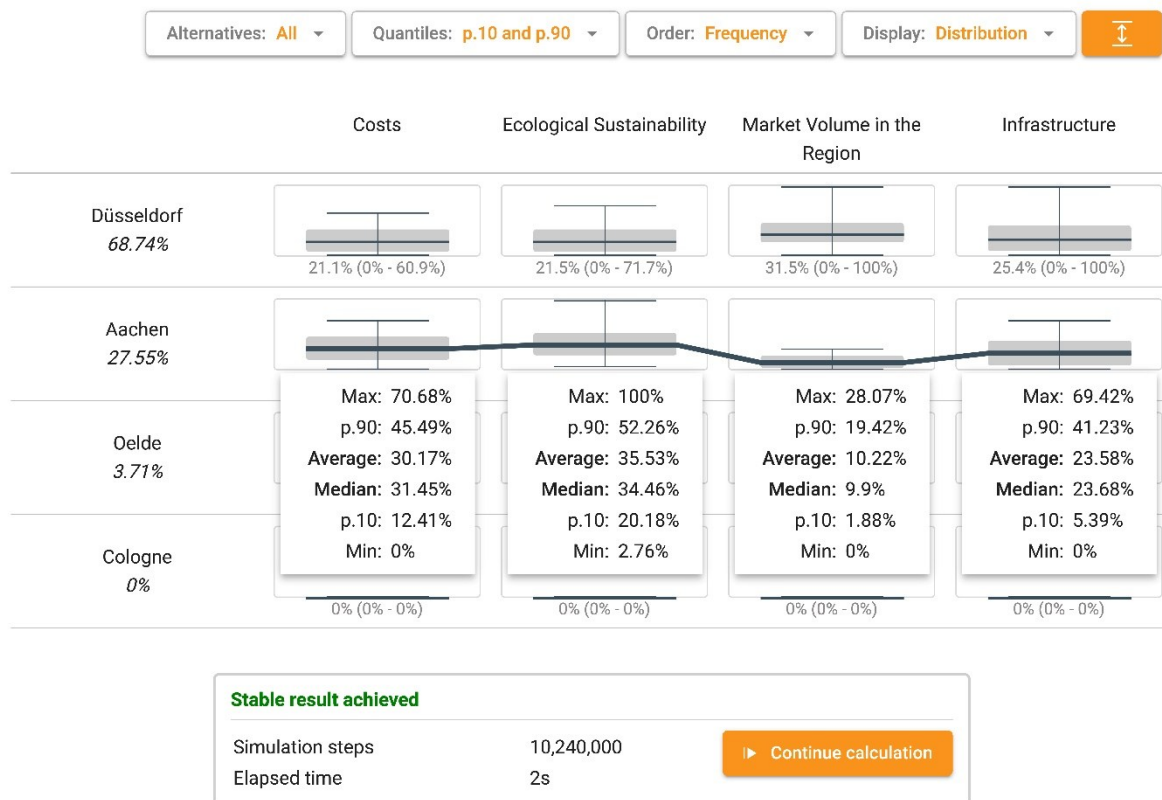 Alternatives: All
Quantiles: p.10 and p.90
Order: Frequency
Display: Distribution
Costs
Ecological Sustainability
Market Volume in the
Region
Infrastructure
Düsseldorf
68.74%
21.1% (0% - 60.9%)
21.5% (0% - 71.7%)
31.5% (0% - 100%)
25.4% (0% - 100%)
Aachen
27.55%
Max: 70.68%
p.90: 45.49%
Average: 30.17%
Median: 31.45%
p.10: 12.41%
Min: 0%
Max: 100%
p.90: 52.26%
Average: 35.53%
Median: 34.46%
p.10: 20.18%
Min: 2.76%
Max: 28.07%
p.90: 19.42%
Average: 10.22%
Median: 9.9%
p.10: 1.88%
Min: 0%
Max: 69.42%
p.90: 41.23%
Average: 23.58%
Median: 23.68%
p.10: 5.39%
Min: 0%
Oelde
3.71%
Cologne
0%
0% (0% - 0%)
0% (0% - 0%)
0% (0% - 0%)
0% (0% - 0%)
Stable result achieved
Simulation steps 10,240,000
Elapsed time 2s
Continue calculation